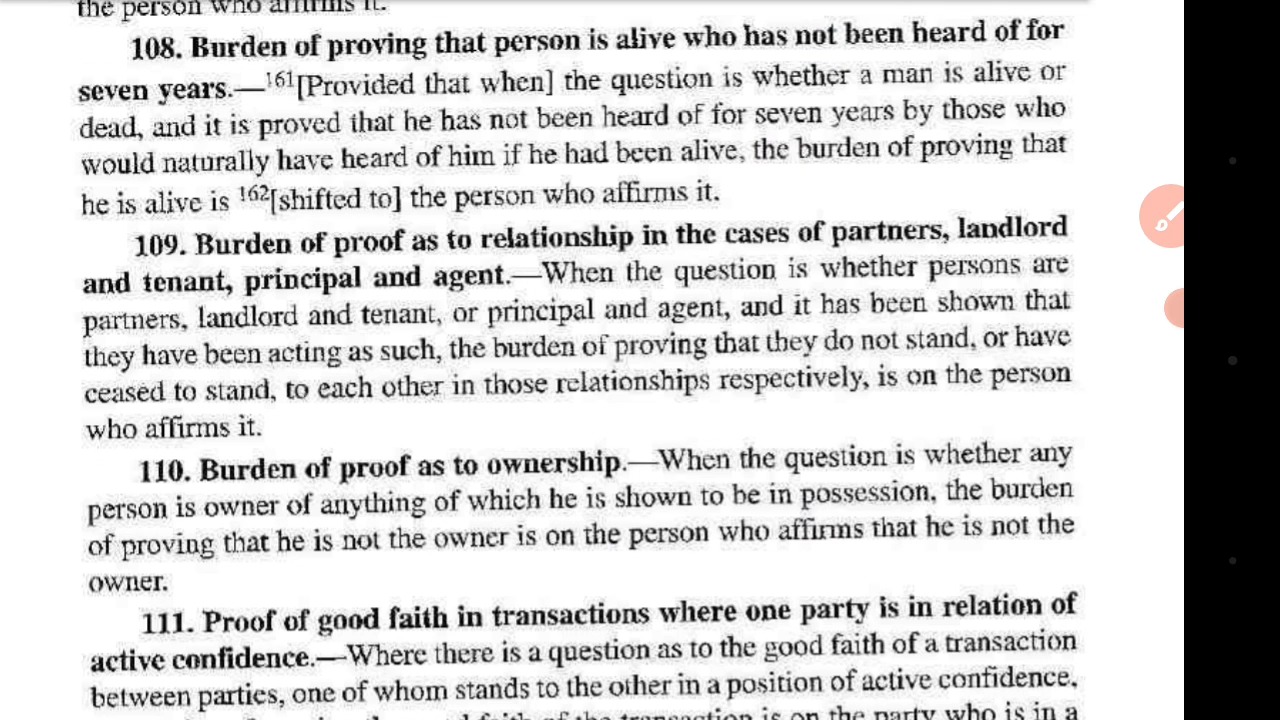 the person who affirms it.
108. Burden of proving that person is alive who has not been heard of for
seven years.—161[Provided that when] the question is whether a man is alive or
dead, and it is proved that he has not been heard of for seven years by those who
would naturally have heard of him if he had been alive, the burden of proving that
he is alive is 162[shifted to] the person who affirms it.
109. Burden of proof as to relationship in the cases of partners, landlord
and tenant, principal and agent.—When the question is whether persons are
partners, landlord and tenant, or principal and agent, and it has been shown that
they have been acting as such, the burden of proving that they do not stand, or have
ceased to stand, to each other in those relationships respectively, is on the person
who affirms it.
110. Burden of proof as to ownership.—When the question is whether any
person is owner of anything of which he is shown to be in possession, the burden
of proving that he is not the owner is on the person who affirms that he is not the
owner.
111. Proof of good faith in transactions where one party is in relation of
active confidence.—Where there is a question as to the good faith of a transaction
between parties, one of whom stands to the other in a position of active confidence,
faith of the transaction is on the party who is in a